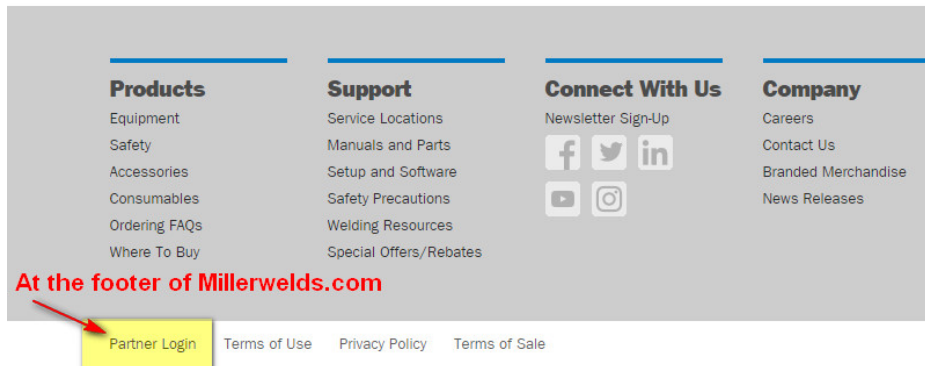 Products
Equipment
Safety
Accessories
Consumables
Ordering FAQs
Where To Buy
Support
Service Locations
Manuals and Parts
Setup and Software
Safety Precautions
Welding Resources
Special Offers/Rebates
Connect With Us
Newsletter Sign-Up
Company
Careers
Contact Us
Branded Merchandise
News Releases
At the footer of Millerwelds.com
Partner Login Terms of Use Privacy Policy Terms of Sale